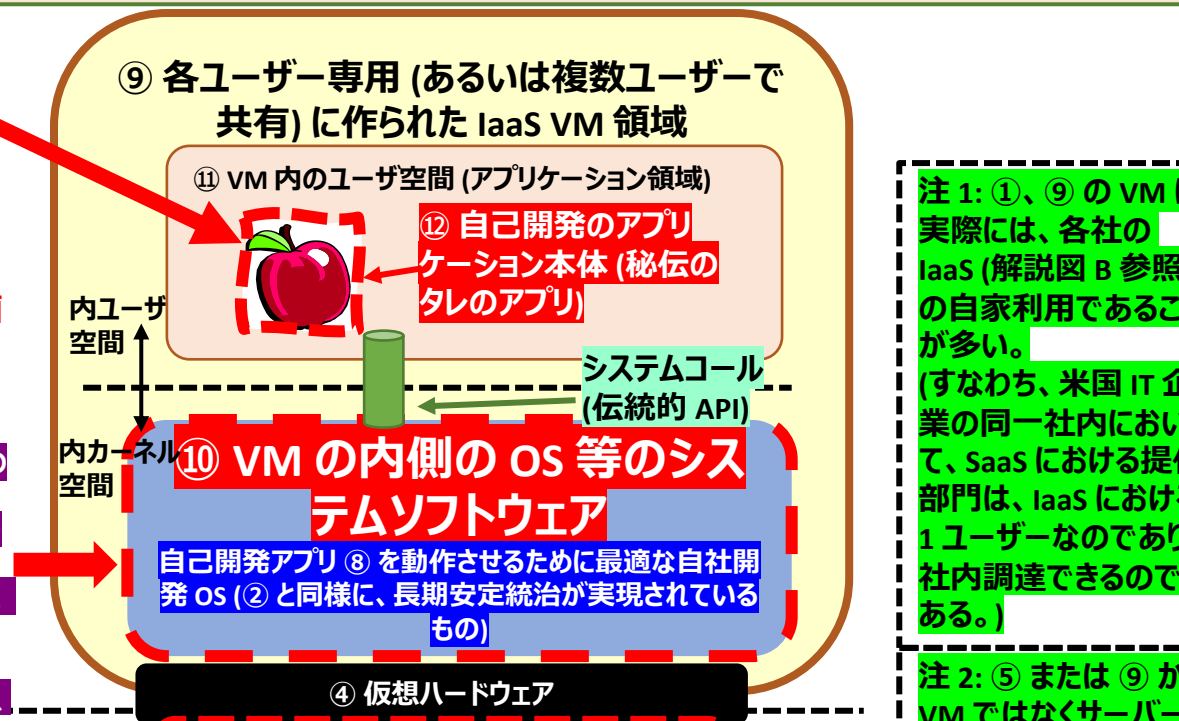 ⑨ 各ユーザー専用 (あるいは複数ユーザーで
共有) に作られた IaaS VM 領域
⑪ VM 内のユーザ空間 (アプリケーション領域)
⑫ 自己開発のアプリ
ケーション本体 (秘伝の
タレのアプリ)
内ユーザ
空間
システムコール
(伝統的 API)
内カーネル
空間
⑩ VM の内側の OS 等のシス
テムソフトウェア
自己開発アプリ ⑧ を動作させるために最適な自社開
発 OS (② と同様に、長期安定統治が実現されている
もの)
④ 仮想ハードウェア
注 1: ①、⑨ の VM
実際には、各社の
IaaS (解説図 B 参照
の自家利用であるこ
が多い。
(すなわち、米国 IT 企
業の同一社内におい
て、SaaS における提供
部門は、IaaS における
1 ユーザーなのであり
社内調達できるので
ある。)
注 2: ⑤ または ⑨ が
VM ではなくサーバー